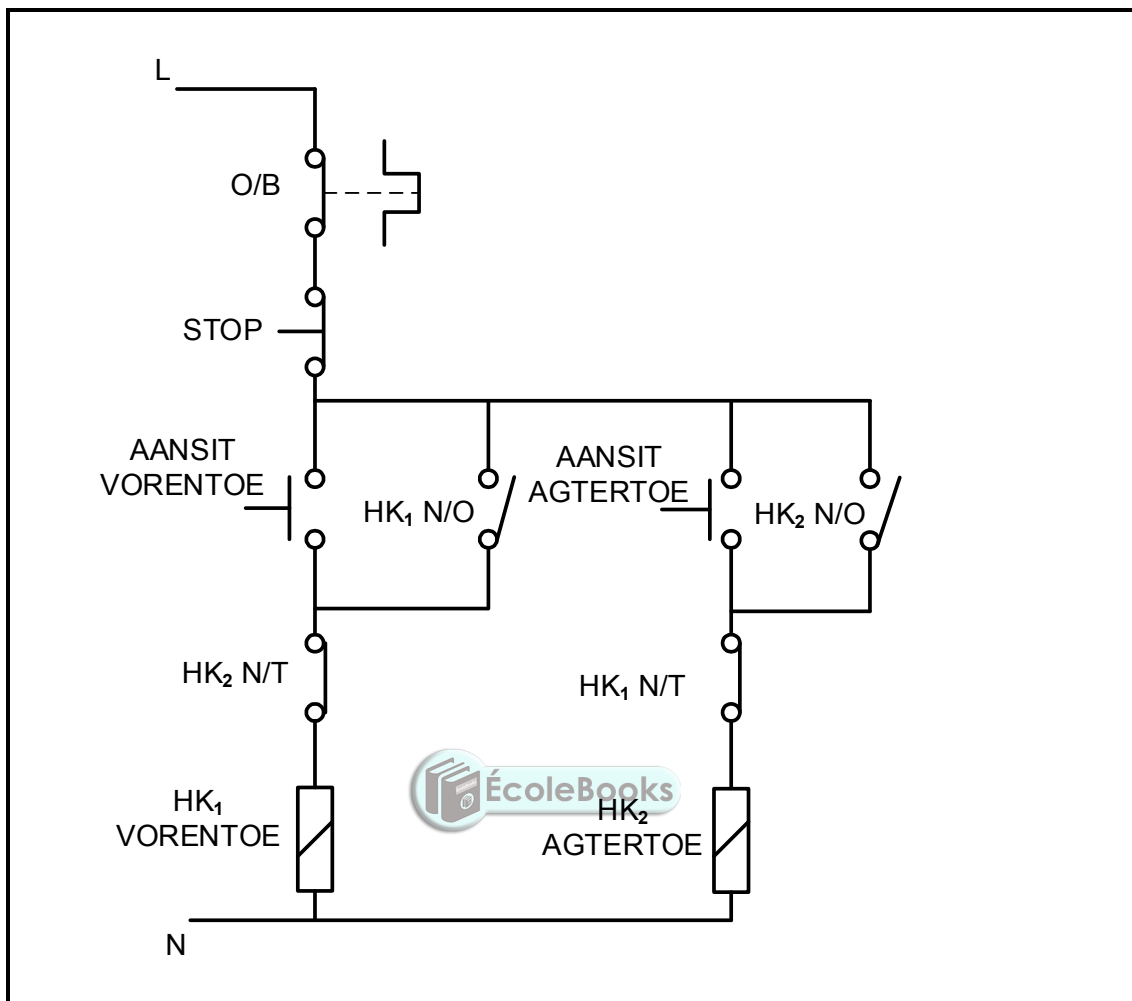 L
O/B
STOP
AANSIT
VORENTOE
HK₁ N/O
AANSIT
AGTERTOE
HK₂ N/O
HK₂ N/T
HK₁ N/T
ÉcoleBooks
HK₁
VORENTOE
HK₂
AGTERTOE
N